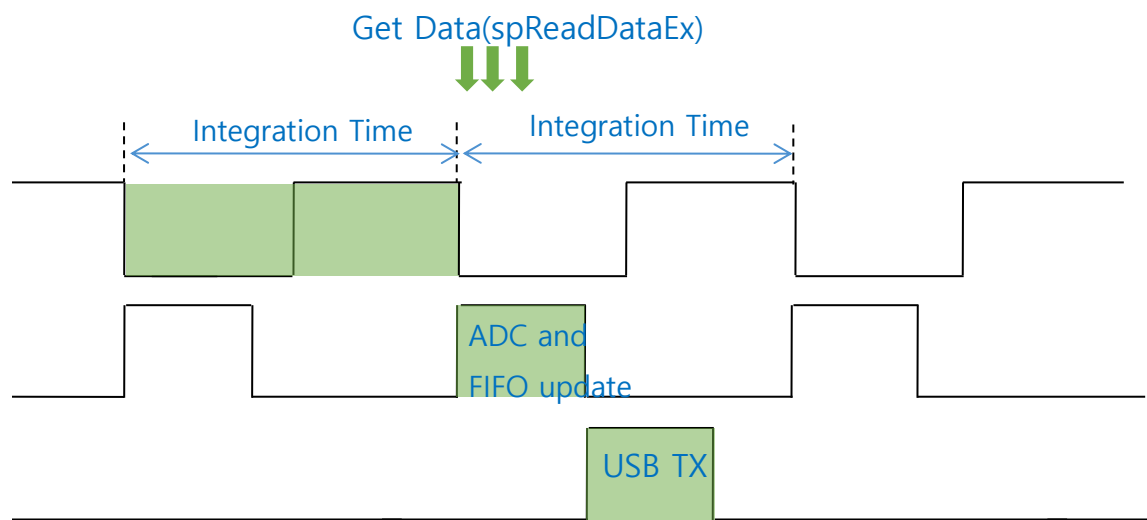 Get Data(spReadDataEx)
Integration Time
Integration Time
ADC and
FIFO update
USB TX